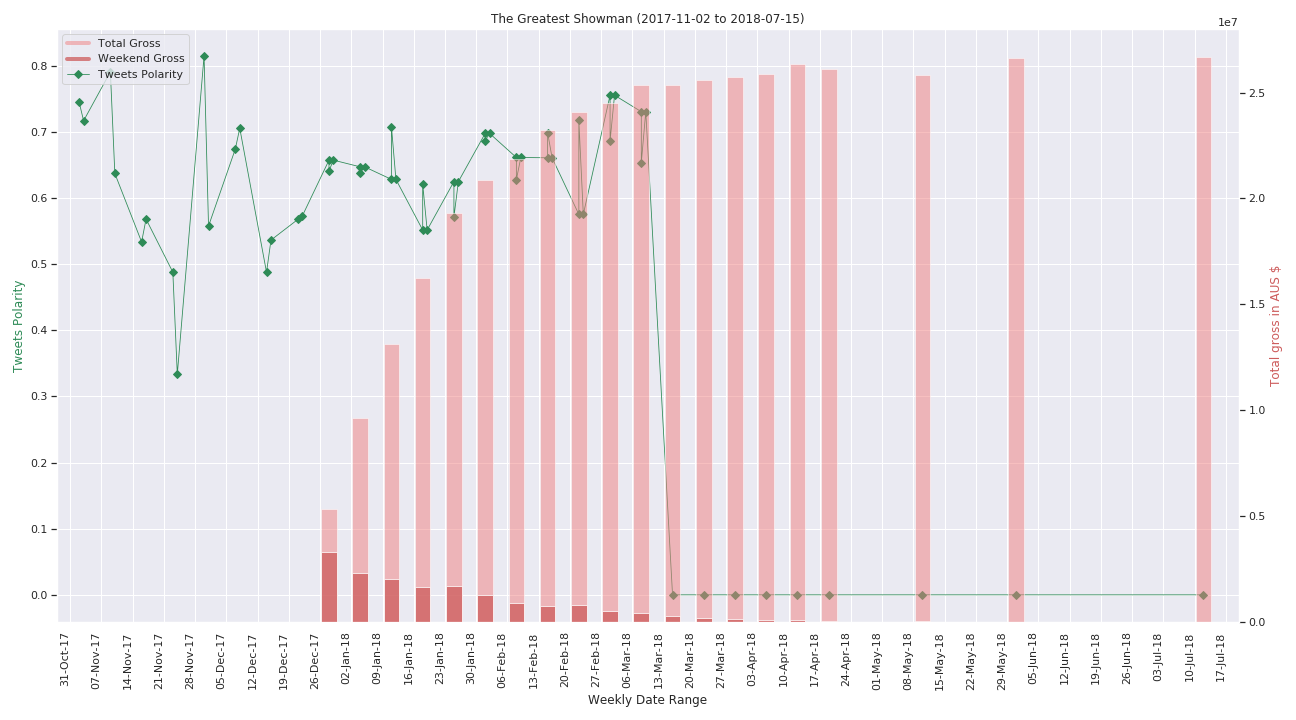 The Greatest Showman (2017-11-02 to 2018-07-15)
1e7
Total Gross
Weekend Gross
Tweets Polarity
0.8
0.7
0.6
0.5
0.4
0.3
0.2
0.1
0.0
Tweets Polarity
2.5
2.0
1.5
1.0
0.5
0.0
Total gross in AUS $
31-Oct-17
07-Nov-17
14-Nov-17
21-Nov-17
28-Nov-17
05-Dec-17
12-Dec-17
19-Dec-17
26-Dec-17
02-Jan-18
09-Jan-18
16-Jan-18
23-Jan-18
30-Jan-18
06-Feb-18
13-Feb-18
20-Feb-18
27-Feb-18
06-Mar-18
13-Mar-18
20-Mar-18
27-Mar-18
03-Apr-18
10-Apr-18
17-Apr-18
24-Apr-18
01-May-18
08-May-18
15-May-18
22-May-18
29-May-18
05-Jun-18
12-Jun-18
19-Jun-18
26-Jun-18
03-Jul-18
10-Jul-18
17-Jul-18
Weekly Date Range